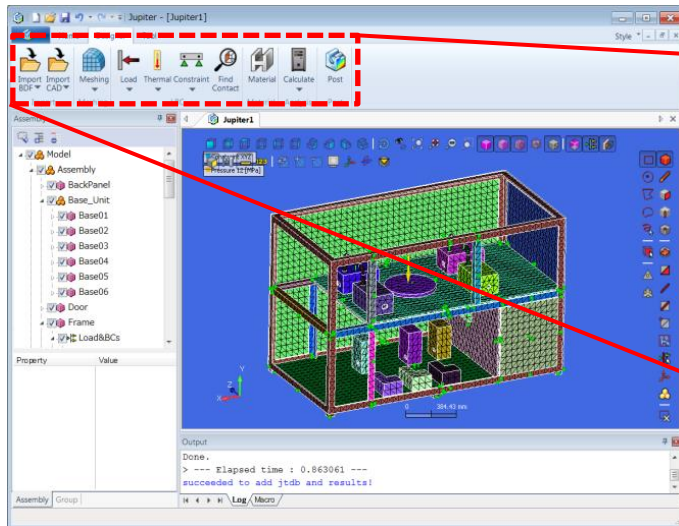 Jupiter - [Jupiter1]
Style
Import BDF
Import CAD
Meshing
Load
Thermal
Constraint
Find Contact
Material
Calculate
Post
Jupiter1
Pressure 12 [MPa]
Model
Assembly
BackPanel
Base_Unit
Base01
Base02
Base03
Base04
Base05
Base06
Door
Frame
Load&BCs
Property Value
Y
Z
X
0 384.43 mm
Output
Done.
> --- Elapsed time : 0.863061 ---
succeeded to add jtdb and results!
Assembly Group
Log Macro